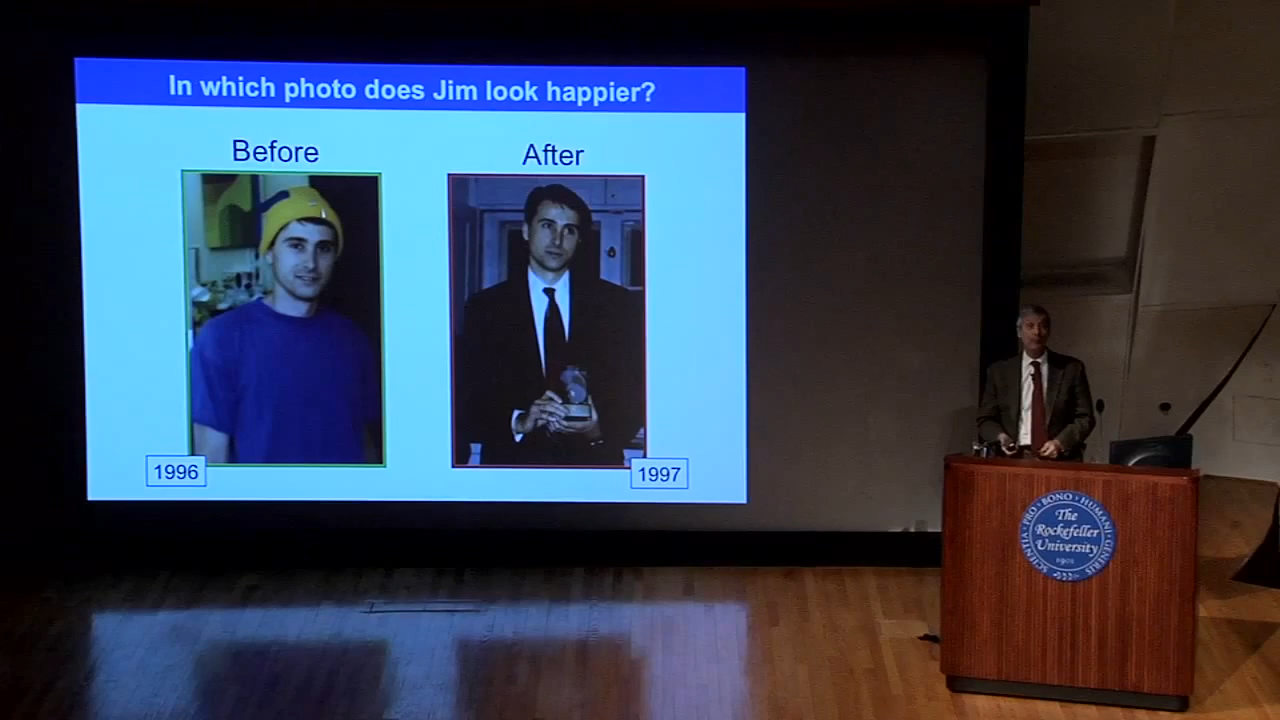 In which photo does Jim look happier?
Before
After
1996
1997
SCIENTIA · PRO · BONO · HUMANI · GENERIS
The
Rockefeller
University
1901